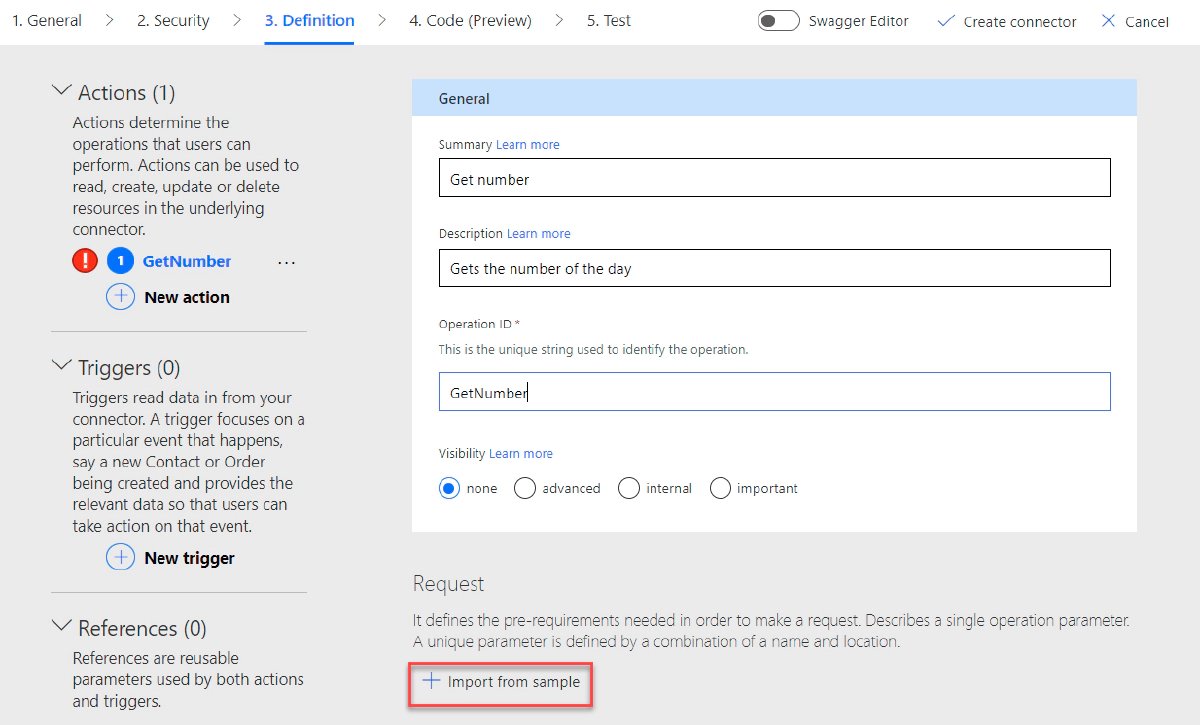 1. General
2. Security
3. Definition
4. Code (Preview)
5. Test
Swagger Editor
Create connector
Cancel
Actions (1)
Actions determine the
operations that users can
perform. Actions can be used to
read, create, update or delete
resources in the underlying
connector.
1 GetNumber ...
New action
Triggers (0)
Triggers read data in from your
connector. A trigger focuses on a
particular event that happens,
say a new Contact or Order
being created and provides the
relevant data so that users can
take action on that event.
New trigger
References (0)
References are reusable
parameters used by both actions
and triggers.
General
Summary Learn more
Get number
Description Learn more
Gets the number of the day
Operation ID *
This is the unique string used to identify the operation.
GetNumber
Visibility Learn more
none advanced internal important
Request
It defines the pre-requirements needed in order to make a request. Describes a single operation parameter.
A unique parameter is defined by a combination of a name and location.
Import from sample